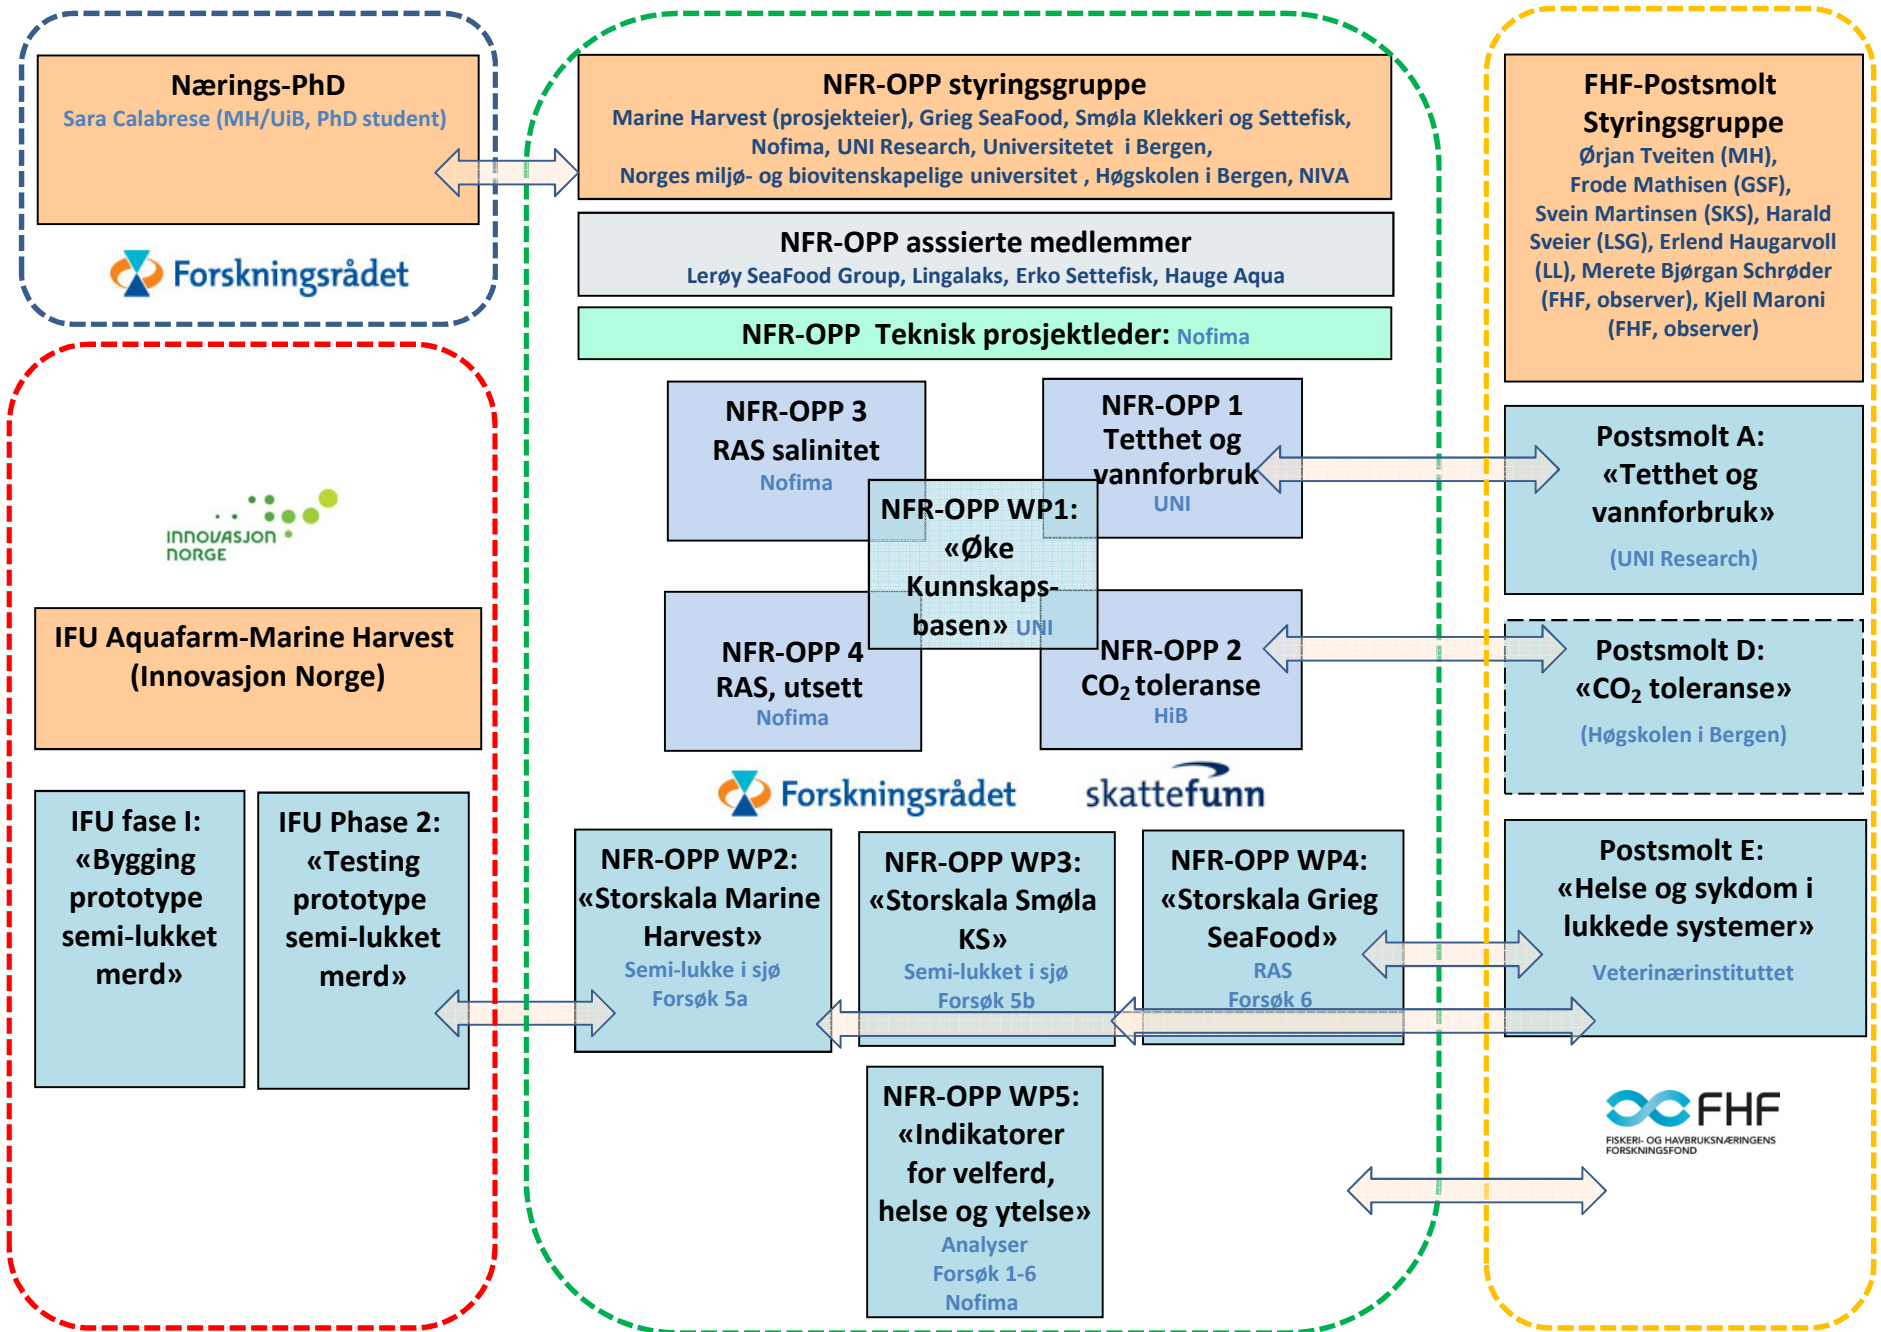 Nærings-PhD
Sara Calabrese (MH/UiB, PhD student)
Forskningsrådet
NFR-OPP styringsgruppe
Marine Harvest (prosjekteier), Grieg SeaFood, Smøla Klekkeri og Settefisk,
Nofima, UNI Research, Universitetet i Bergen,
Norges miljø- og biovitenskapelige universitet , Høgskolen i Bergen, NIVA
NFR-OPP asssierte medlemmer
Lerøy SeaFood Group, Lingalaks, Erko Settefisk, Hauge Aqua
NFR-OPP Teknisk prosjektleder: Nofima
FHF-Postsmolt
Styringsgruppe
Ørjan Tveiten (MH),
Frode Mathisen (GSF),
Svein Martinsen (SKS), Harald
Sveier (LSG), Erlend Haugarvoll
(LL), Merete Bjørgan Schrøder
(FHF, observer), Kjell Maroni
(FHF, observer)
INNOVASJON
NORGE
IFU Aquafarm-Marine Harvest
(Innovasjon Norge)
IFU fase I:
«Bygging
prototype
semi-lukket
merd»
IFU Phase 2:
«Testing
prototype
semi-lukket
merd»
NFR-OPP 3
RAS salinitet
Nofima
NFR-OPP 1
Tetthet og
vannforbruk
UNI
NFR-OPP WP1:
«Øke
Kunnskaps-
basen» UNI
NFR-OPP 4
RAS, utsett
Nofima
NFR-OPP 2
CO2 toleranse
HiB
Forskningsrådet
skattefunn
NFR-OPP WP2:
«Storskala Marine
Harvest»
Semi-lukke i sjø
Forsøk 5a
NFR-OPP WP3:
«Storskala Smøla
KS»
Semi-lukket i sjø
Forsøk 5b
NFR-OPP WP4:
«Storskala Grieg
SeaFood»
RAS
Forsøk 6
NFR-OPP WP5:
«Indikatorer
for velferd,
helse og ytelse»
Analyser
Forsøk 1-6
Nofima
Postsmolt A:
«Tetthet og
vannforbruk»
(UNI Research)
Postsmolt D:
«CO2 toleranse»
(Høgskolen i Bergen)
Postsmolt E:
«Helse og sykdom i
lukkede systemer»
Veterinærinstituttet
FHF
FISKERI- OG HAVBRUKSNÆRINGENS
FORSKNINGSFOND